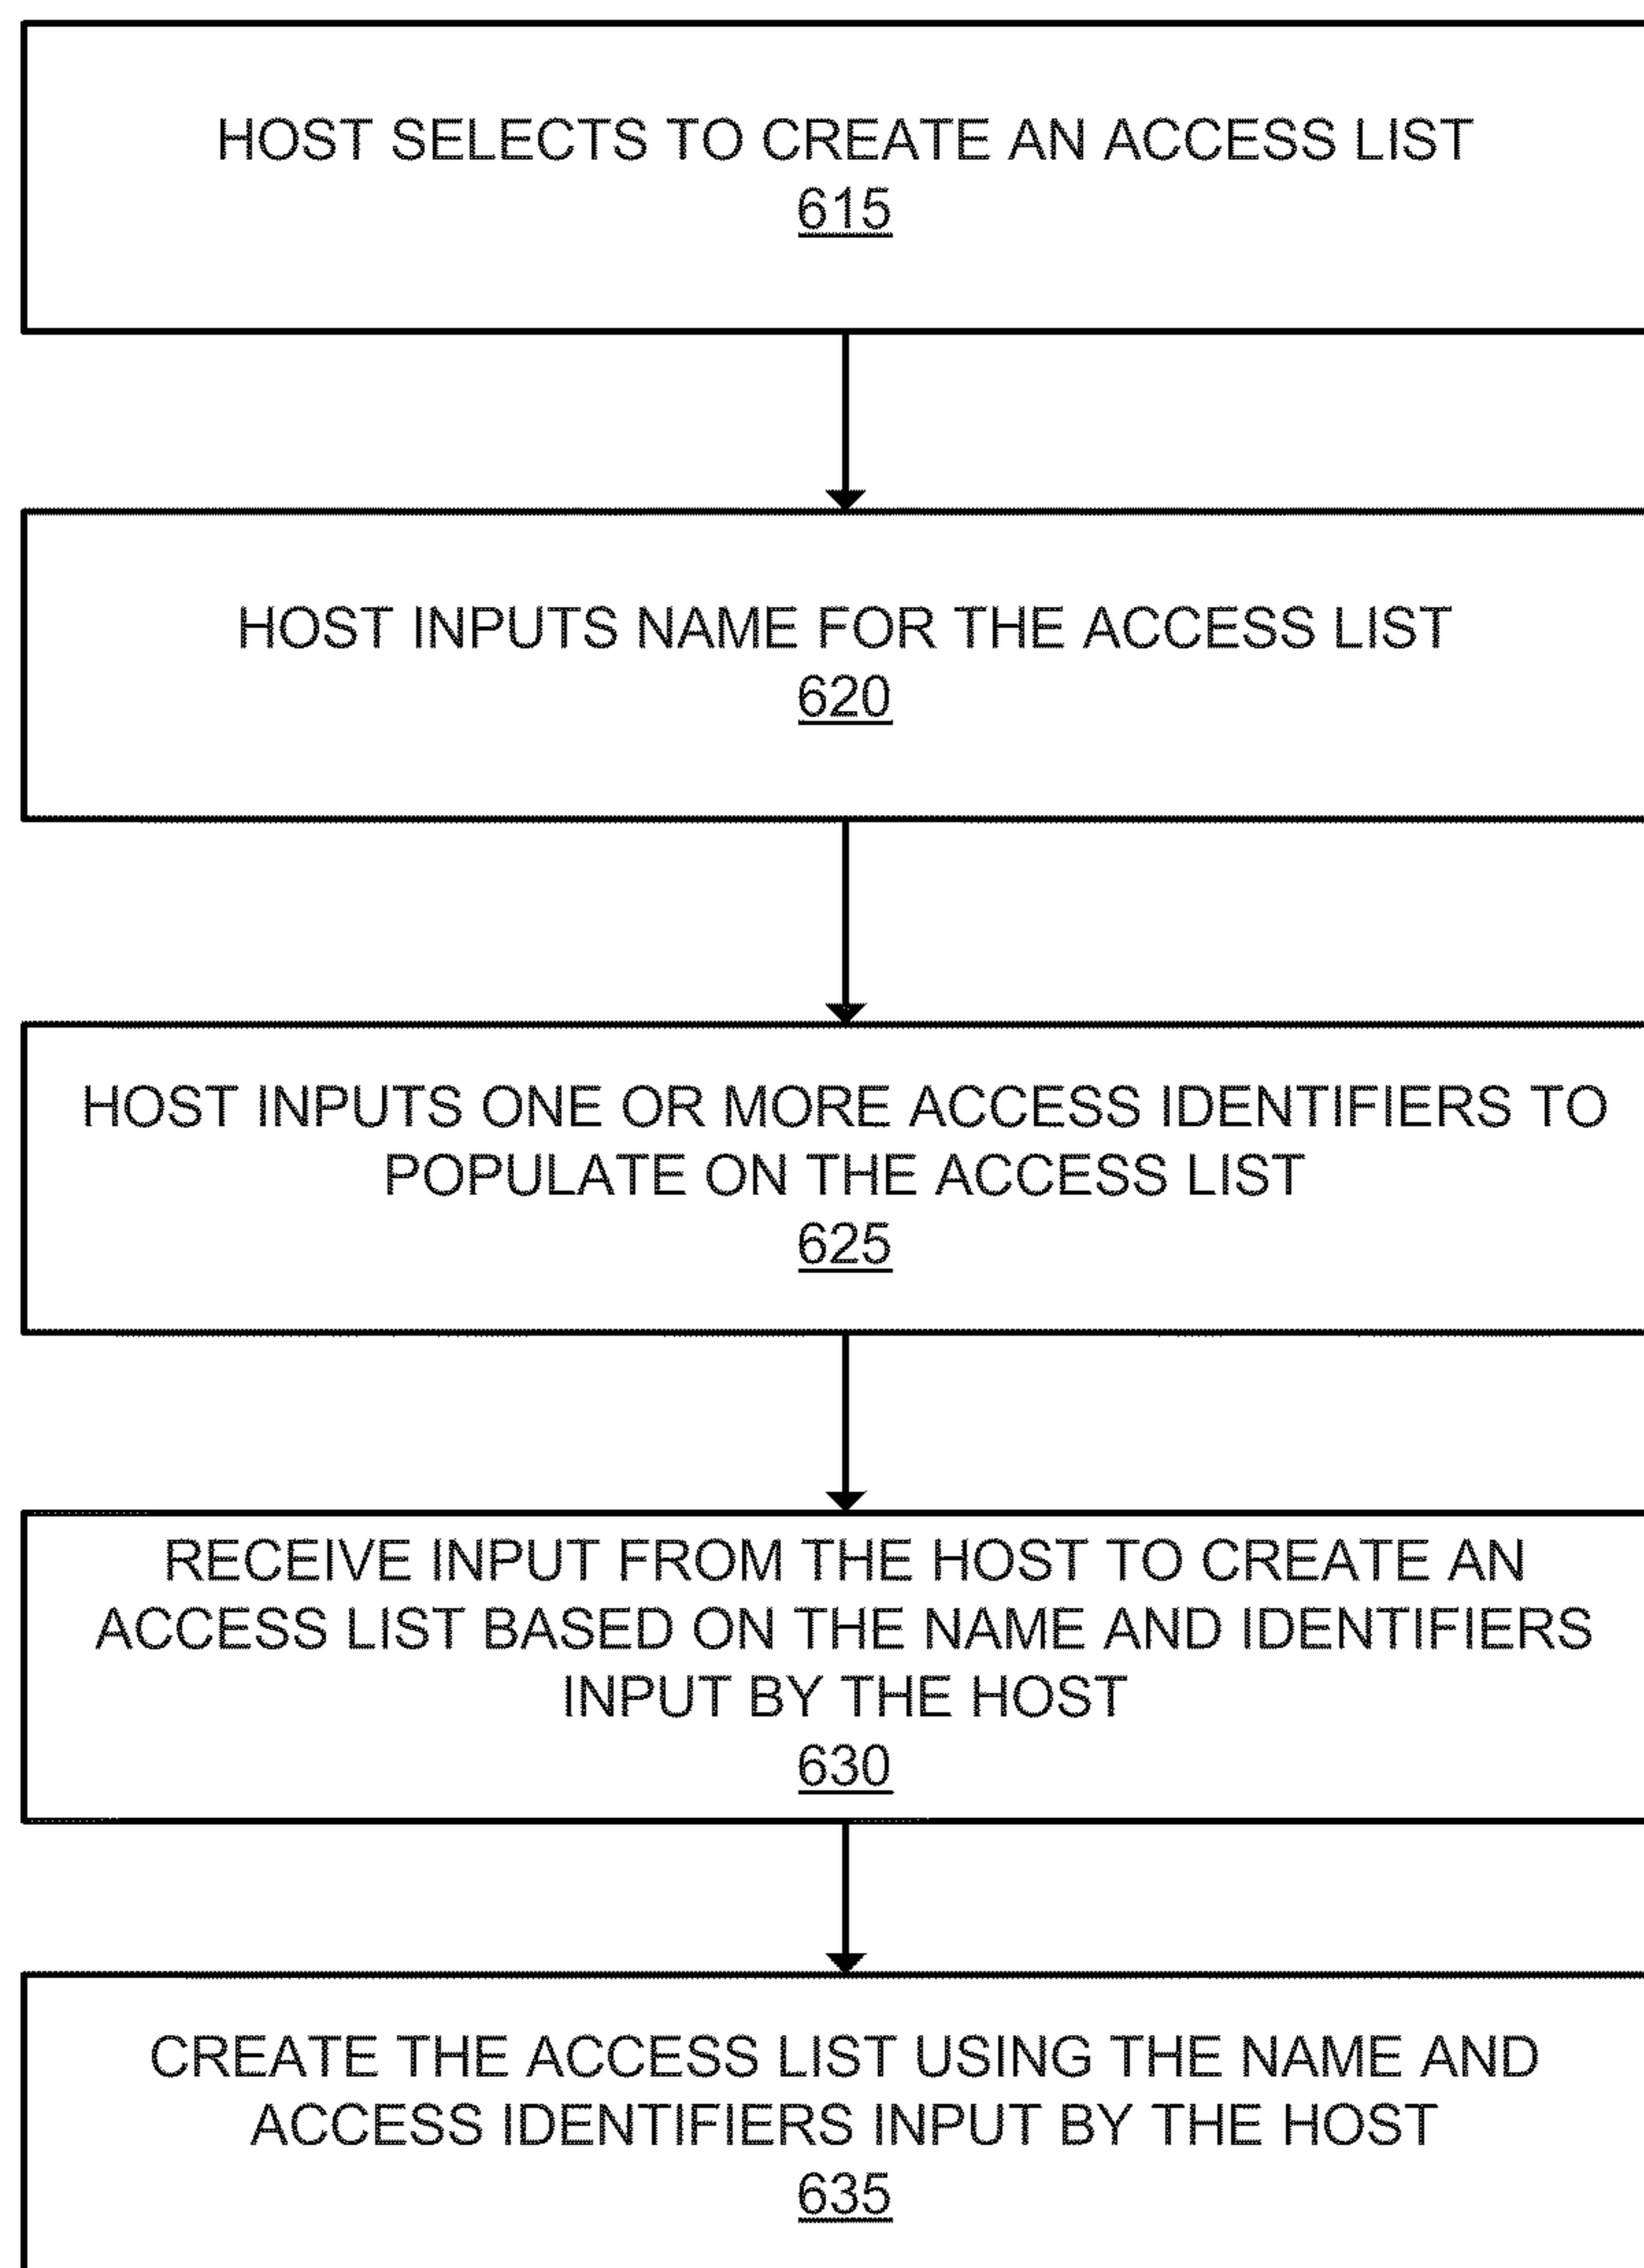 HOST SELECTS TO CREATE AN ACCESS LIST
615
HOST INPUTS NAME FOR THE ACCESS LIST
620
HOST INPUTS ONE OR MORE ACCESS IDENTIFIERS TO
POPULATE ON THE ACCESS LIST
625
RECEIVE INPUT FROM THE HOST TO CREATE AN
ACCESS LIST BASED ON THE NAME AND IDENTIFIERS
INPUT BY THE HOST
630
CREATE THE ACCESS LIST USING THE NAME AND
ACCESS IDENTIFIERS INPUT BY THE HOST
635